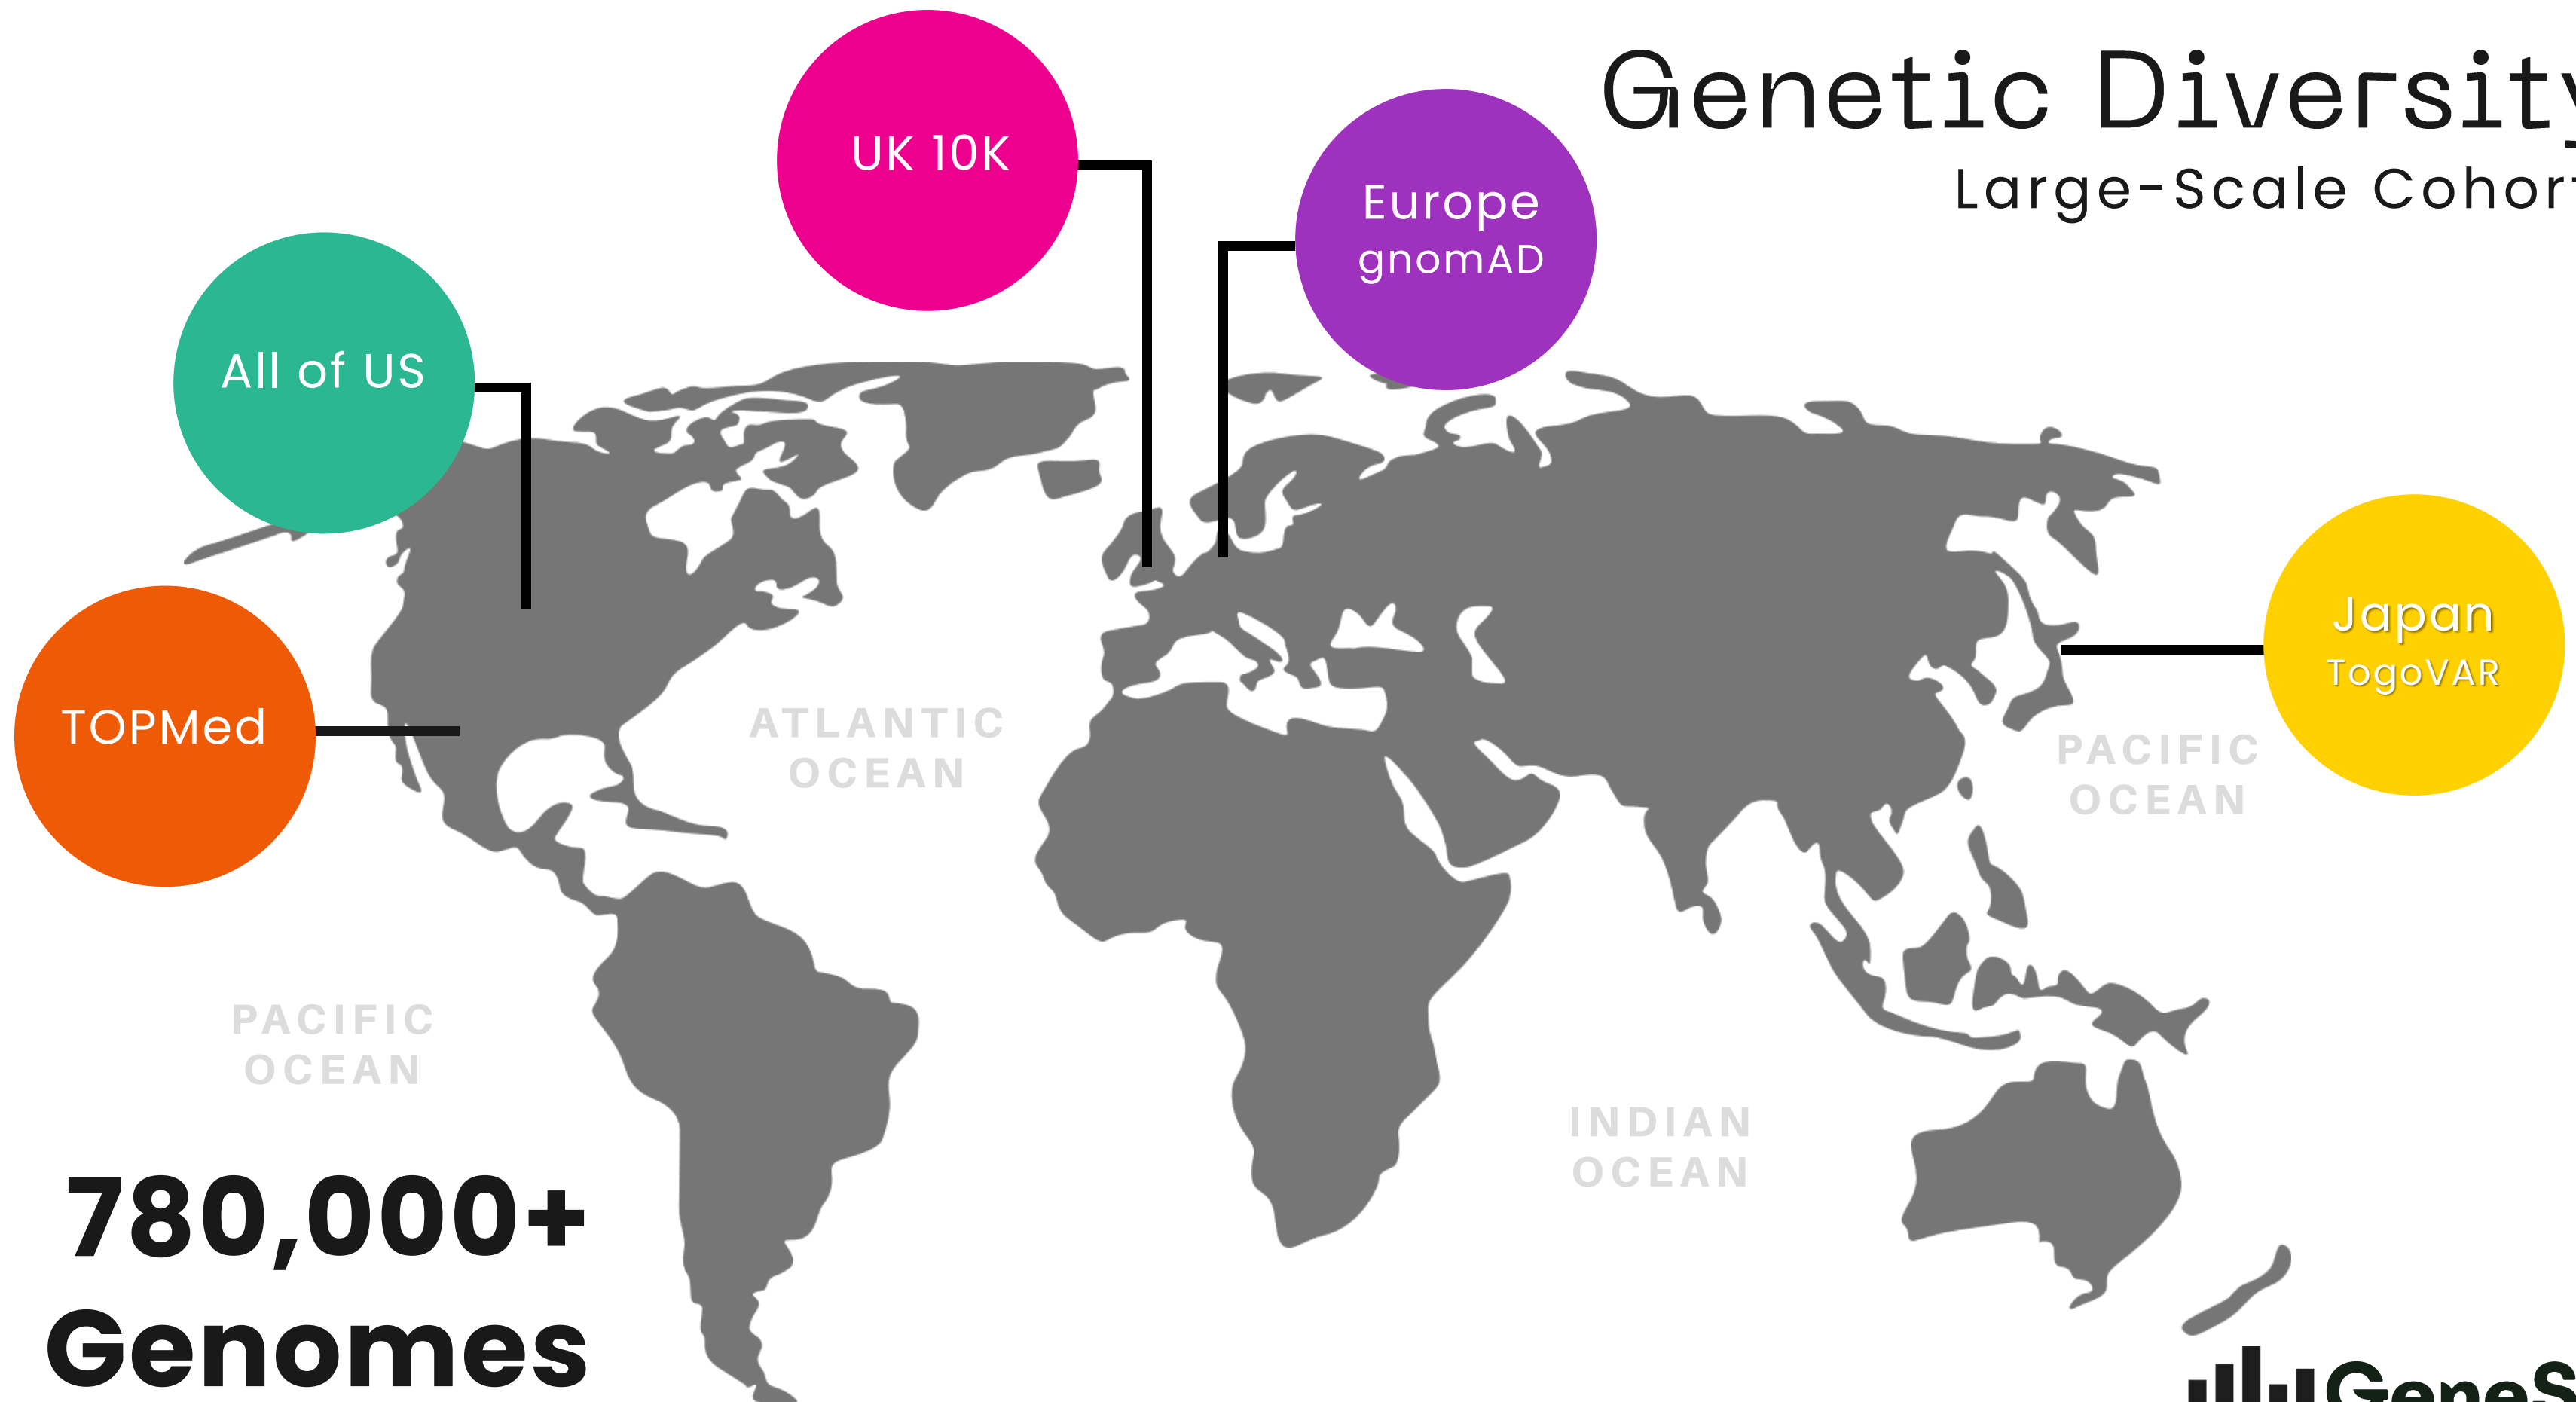 Genetic Diversity
Large-Scale Cohort
UK 10K
Europe
gnomAD
All of US
TOPMed
Japan
TogoVAR
ATLANTIC
OCEAN
PACIFIC
OCEAN
PACIFIC
OCEAN
INDIAN
OCEAN
780,000+
Genomes